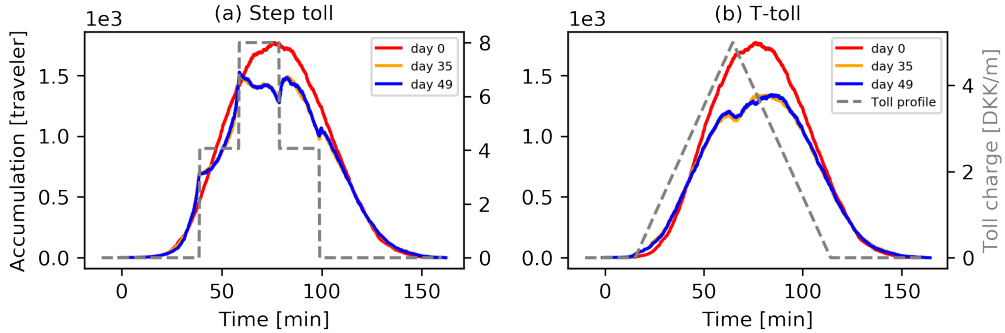 (a) Step toll
(b) T-toll
1e3
1e3
Accumulation [traveler]
0.0
0.5
1.0
1.5
day 0
day 35
day 49
0
2
4
6
8
0
50
100
150
Time [min]
0.0
0.5
1.0
1.5
day 0
day 35
day 49
Toll profile
0
2
4
Toll charge [DKK/m]
0
50
100
150
Time [min]